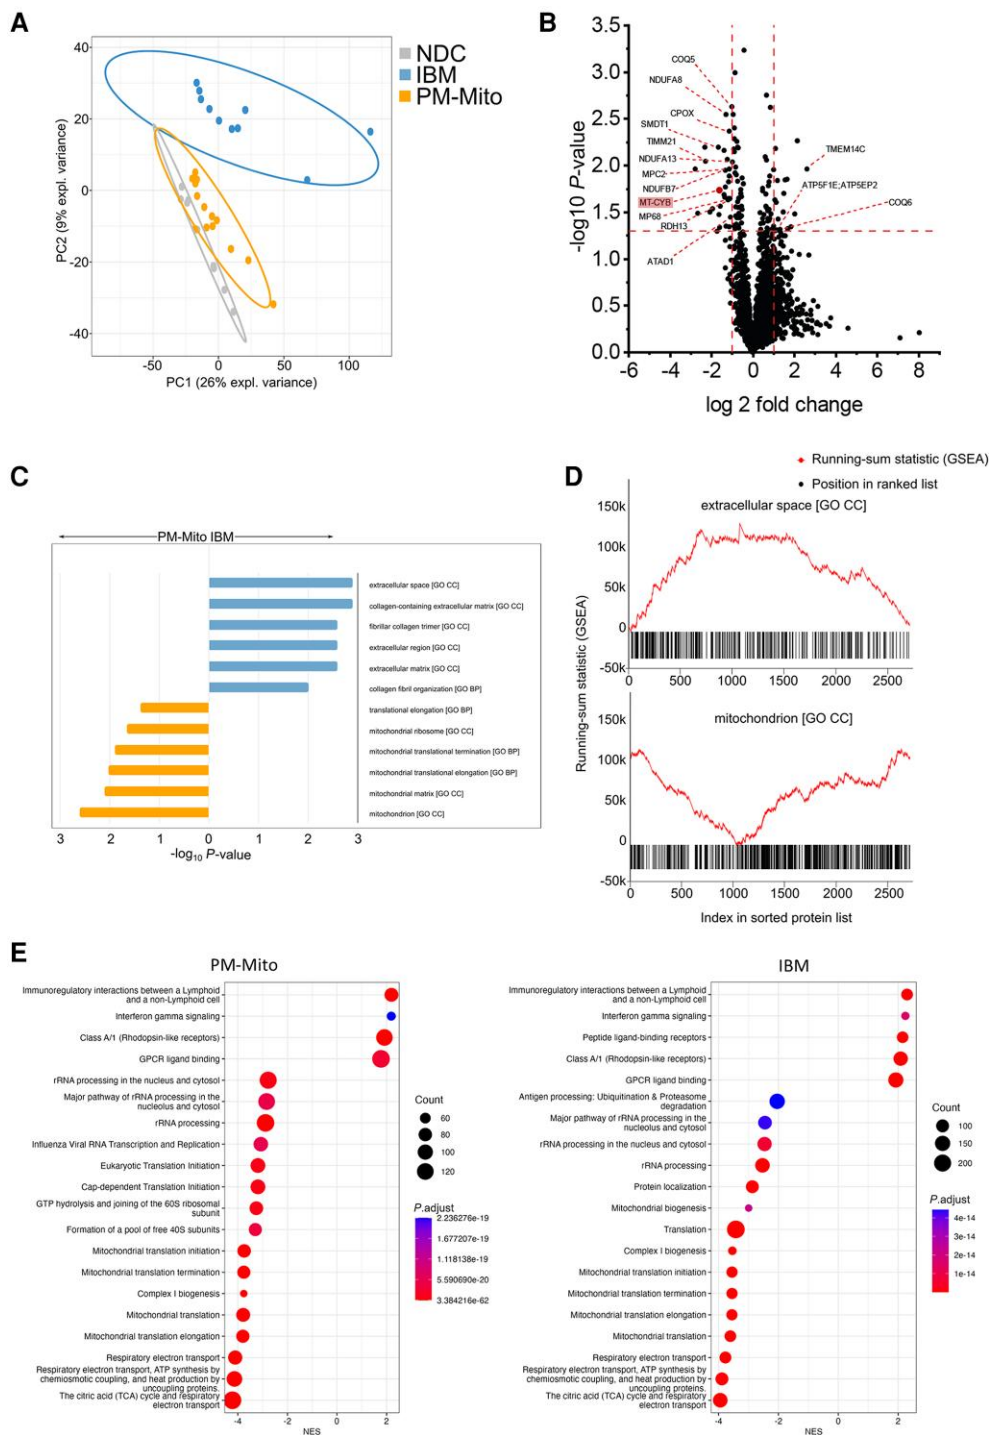 A
40
20
0
-20
-40
PC2 (9% expl. variance)
-50
0
50
100
PC1 (26% expl. variance)
NDC
IBM
PM-Mito
B
3.5
3.0
2.5
2.0
1.5
1.0
0.5
0.0
-log10 P-value
COQ5
NDUFA8
CPOX
SMDT1
TIMM21
NDUFA13
MPC2
NDUFB7
MT-CYB
MP68
RDH13
ATAD1
TMEM14C
ATP5F1E;ATP5EP2
COQ6
-6
-4
-2
0
2
4
6
8
log 2 fold change
C
PM-Mito IBM
extracellular space [GO CC]
collagen-containing extracellular matrix [GO CC]
fibrillar collagen trimer [GO CC]
extracellular region [GO CC]
extracellular matrix [GO CC]
collagen fibril organization [GO BP]
translational elongation [GO BP]
mitochondrial ribosome [GO CC]
mitochondrial translational termination [GO BP]
mitochondrial translational elongation [GO BP]
mitochondrial matrix [GO CC]
mitochondrion [GO CC]
3
2
1
0
1
2
3
-log10 P-value
D
Running-sum statistic (GSEA)
Position in ranked list
extracellular space [GO CC]
150k
100k
50k
0
-50k
0
500
1000
1500
2000
2500
Running-sum statistic (GSEA)
mitochondrion [GO CC]
150k
100k
50k
0
-50k
0
500
1000
1500
2000
2500
Index in sorted protein list
E
PM-Mito
Immunoregulatory interactions between a Lymphoid
and a non-Lymphoid cell
Interferon gamma signaling
Class A/1 (Rhodopsin-like receptors)
GPCR ligand binding
rRNA processing in the nucleus and cytosol
Major pathway of rRNA processing in the
nucleolus and cytosol
rRNA processing
Influenza Viral RNA Transcription and Replication
Eukaryotic Translation Initiation
Cap-dependent Translation Initiation
GTP hydrolysis and joining of the 60S ribosomal
subunit
Formation of a pool of free 40S subunits
Mitochondrial translation initiation
Mitochondrial translation termination
Complex I biogenesis
Mitochondrial translation
Mitochondrial translation elongation
Respiratory electron transport
Respiratory electron transport, ATP synthesis by
chemiosmotic coupling, and heat production by
uncoupling proteins.
The citric acid (TCA) cycle and respiratory
electron transport
-4
-2
0
2
NES
Count
60
80
100
120
P.adjust
2.236276e-19
1.677207e-19
1.118138e-19
5.590690e-20
3.384216e-62
IBM
Immunoregulatory interactions between a Lymphoid
and a non-Lymphoid cell
Interferon gamma signaling
Peptide ligand-binding receptors
Class A/1 (Rhodopsin-like receptors)
GPCR ligand binding
Antigen processing: Ubiquitination & Proteasome
degradation
Major pathway of rRNA processing in the
nucleolus and cytosol
rRNA processing in the nucleus and cytosol
rRNA processing
Protein localization
Mitochondrial biogenesis
Translation
Complex I biogenesis
Mitochondrial translation initiation
Mitochondrial translation termination
Mitochondrial translation elongation
Mitochondrial translation
Respiratory electron transport
Respiratory electron transport, ATP synthesis by
chemiosmotic coupling, and heat production by
uncoupling proteins.
The citric acid (TCA) cycle and respiratory
electron transport
-4
-2
0
2
NES
Count
100
150
200
P.adjust
4e-14
3e-14
2e-14
1e-14